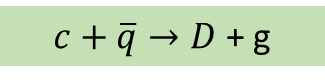 c + q̄ → D + g